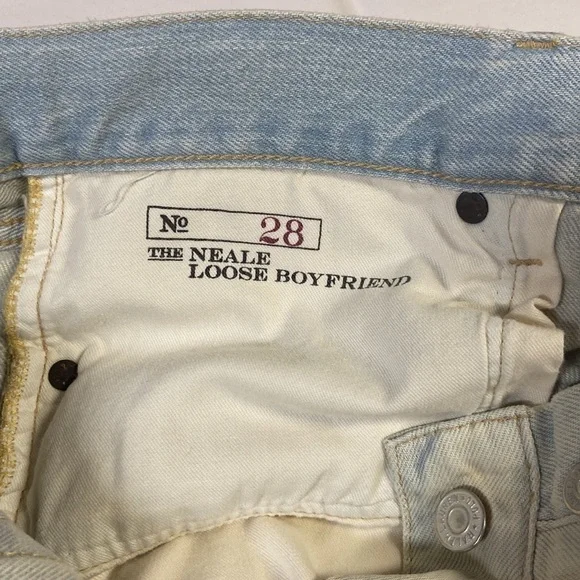 No 28
THE NEALE
LOOSE BOYFRIEND